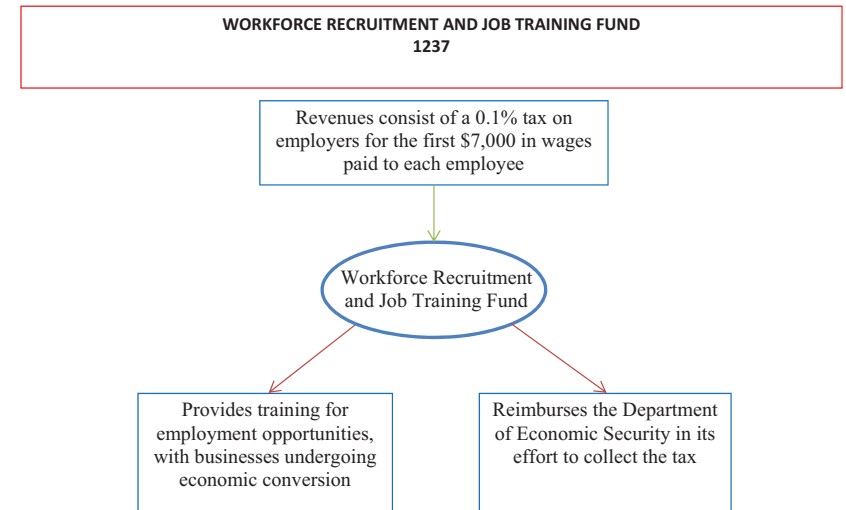 WORKFORCE RECRUITMENT AND JOB TRAINING FUND
1237
Revenues consist of a 0.1% tax on
employers for the first $7,000 in wages
paid to each employee
Workforce Recruitment
and Job Training Fund
Provides training for
employment opportunities,
with businesses undergoing
economic conversion
Reimburses the Department
of Economic Security in its
effort to collect the tax